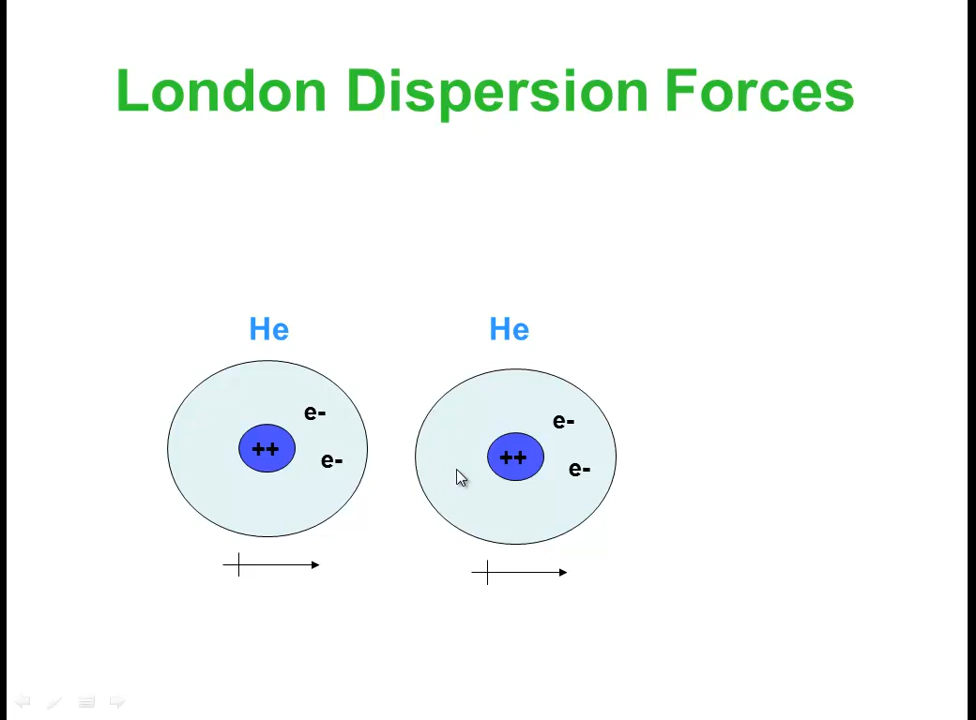 London Dispersion Forces
He He
e- e-
++ ++
e- e-